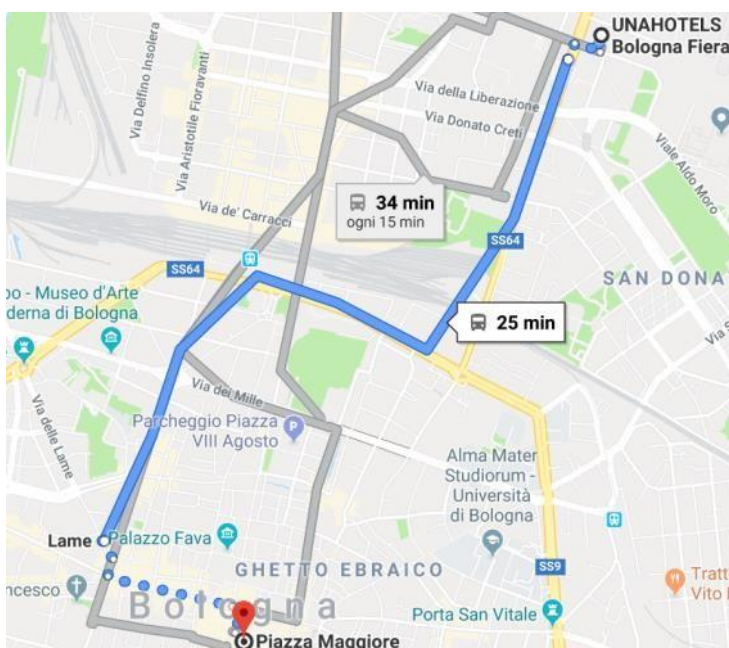 UNAHOTELS
Bologna Fiera
Via Delfino Insolera
Via Aristotile Fioravanti
Via della Liberazione
Via Donato Creti
Viale Aldo Moro
34 min
ogni 15 min
Via de' Carracci
SS64
SS64
SAN DONA
po - Museo d'Arte
derna di Bologna
25 min
Via dei Mille
Via delle Lame
Parcheggio Piazza
VIII Agosto
P
Alma Mater
Studiorum -
Università
di Bologna
Lame
Palazzo Fava
GHETTO EBRAICO
SS9
ncesco
Tratt
Vito
Bologna
Porta San Vitale
Piazza Maggiore